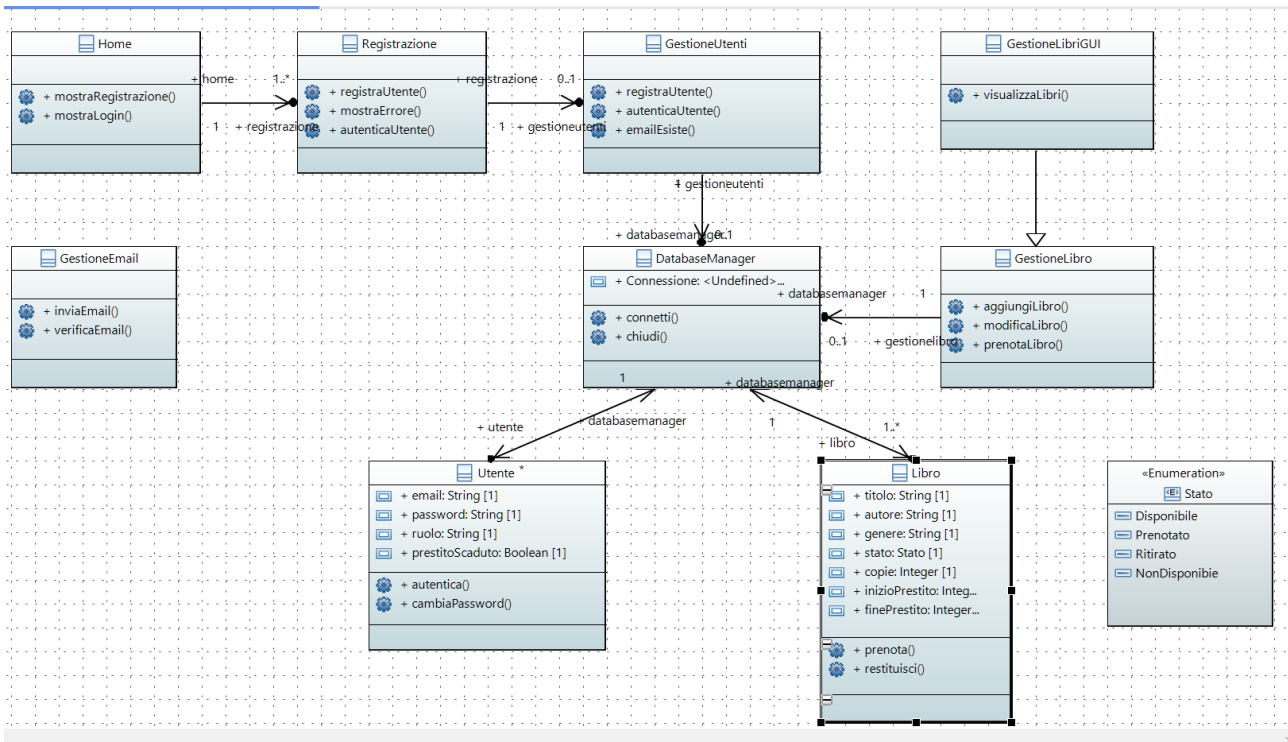 Home
+ mostraRegistrazione()
+ mostraLogin()
+ home
1..*
1
+ registrazione
Registrazione
+ registraUtente()
+ mostraErrore()
+ autenticaUtente()
+ registrazione
0..1
1
+ gestioneutenti
GestioneUtenti
+ registraUtente()
+ autenticaUtente()
+ emailEsiste()
GestioneLibriGUI
+ visualizzaLibri()
1
+ gestioneutenti
+ databasemanager
0..1
GestioneEmail
+ inviaEmail()
+ verificaEmail()
DatabaseManager
+ Connessione: <Undefined>...
+ connetti()
+ chiudi()
+ databasemanager
1
0..1
+ gestionelibro
GestioneLibro
+ aggiungiLibro()
+ modificaLibro()
+ prenotaLibro()
1
+ databasemanager
+ utente
+ databasemanager
1
1..*
+ libro
Utente
*
+ email: String [1]
+ password: String [1]
+ ruolo: String [1]
+ prestitoScaduto: Boolean [1]
+ autentica()
+ cambiaPassword()
Libro
+ titolo: String [1]
+ autore: String [1]
+ genere: String [1]
+ stato: Stato [1]
+ copie: Integer [1]
+ inizioPrestito: Integ...
+ finePrestito: Integer...
+ prenota()
+ restituisci()
«Enumeration»
Stato
Disponibile
Prenotato
Ritirato
NonDisponibie